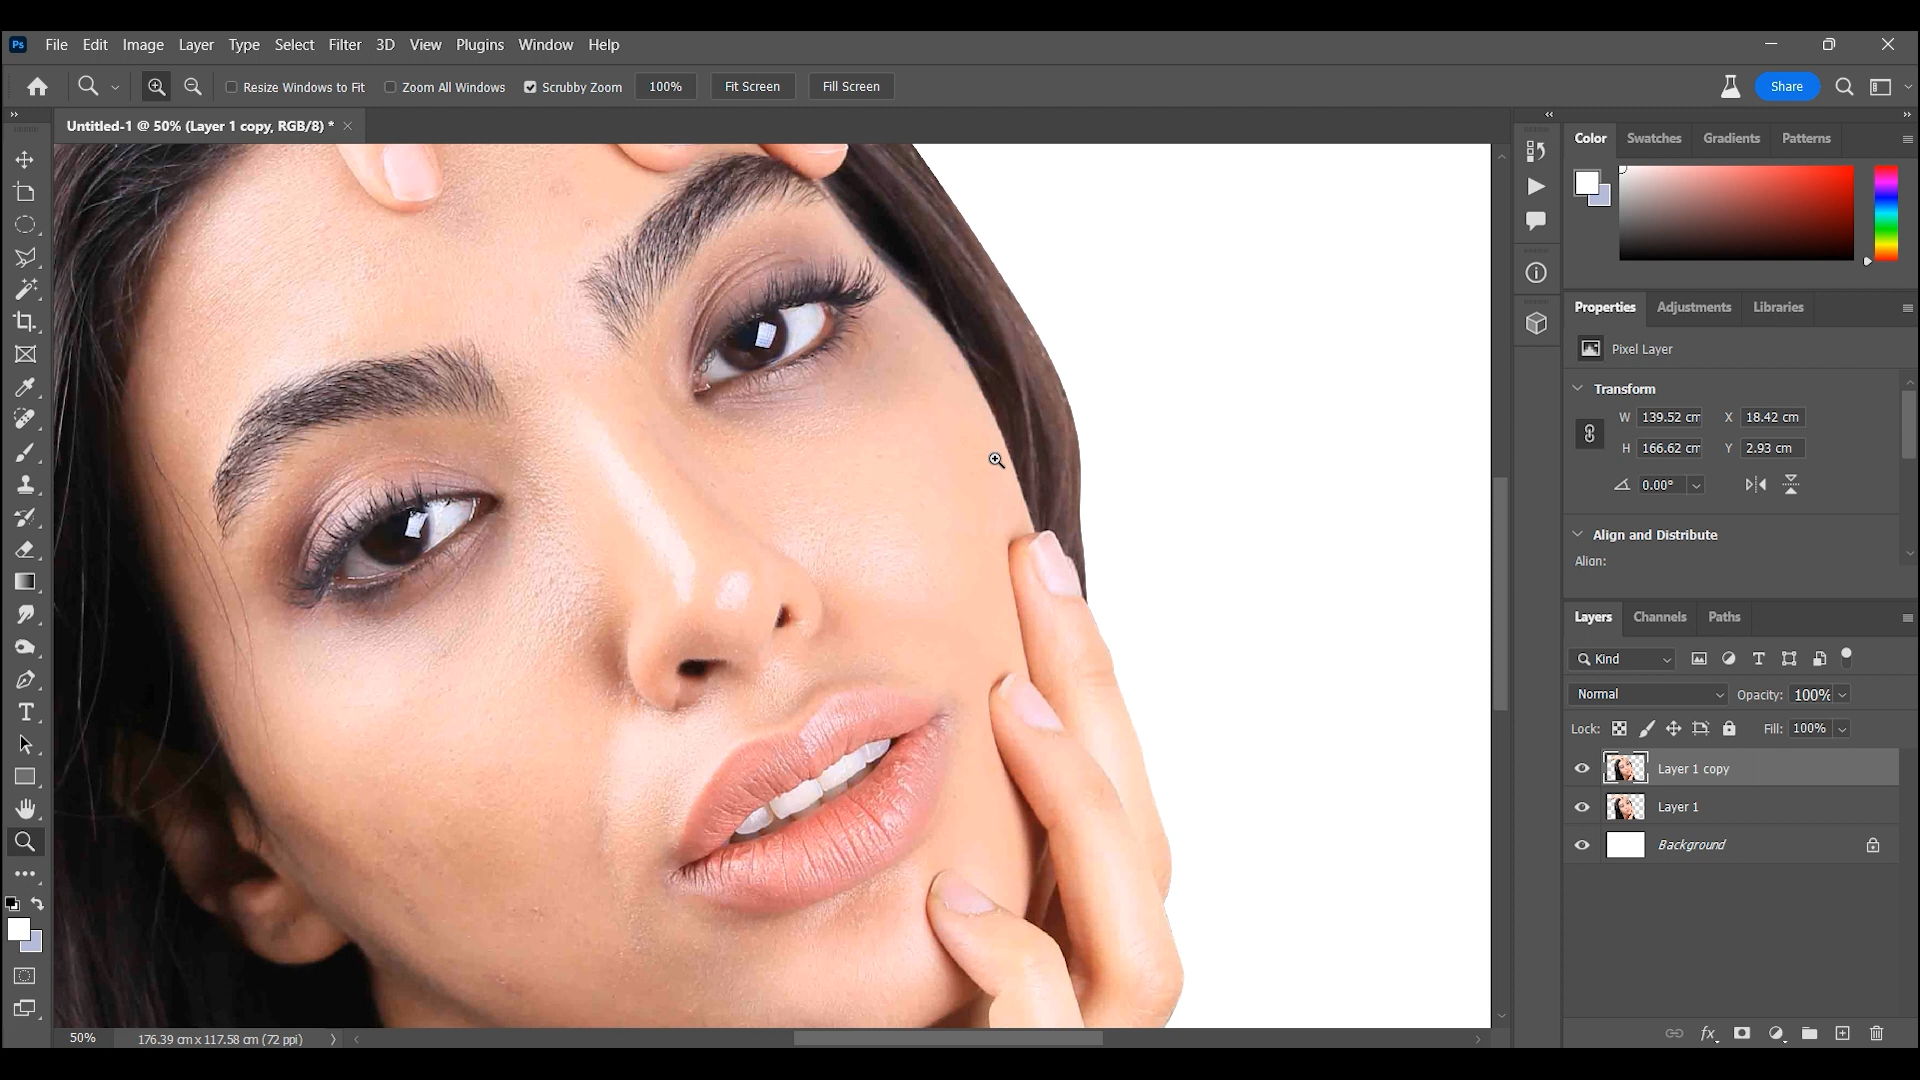 Ps File Edit Image Layer Type Select Filter 3D View Plugins Window Help
Resize Windows to Fit Zoom All Windows Scrubby Zoom 100% Fit Screen Fill Screen Share
Untitled-1 @ 50% (Layer 1 copy, RGB/8) *
Color Swatches Gradients Patterns
Properties Adjustments Libraries
Pixel Layer
Transform
W 139.52 cm X 18.42 cm
H 166.62 cm Y 2.93 cm
0.00°
Align and Distribute
Align:
Layers Channels Paths
Kind
Normal Opacity: 100%
Lock: Fill: 100%
Layer 1 copy
Layer 1
Background
50% 176.39 cm x 117.58 cm (72 ppi)